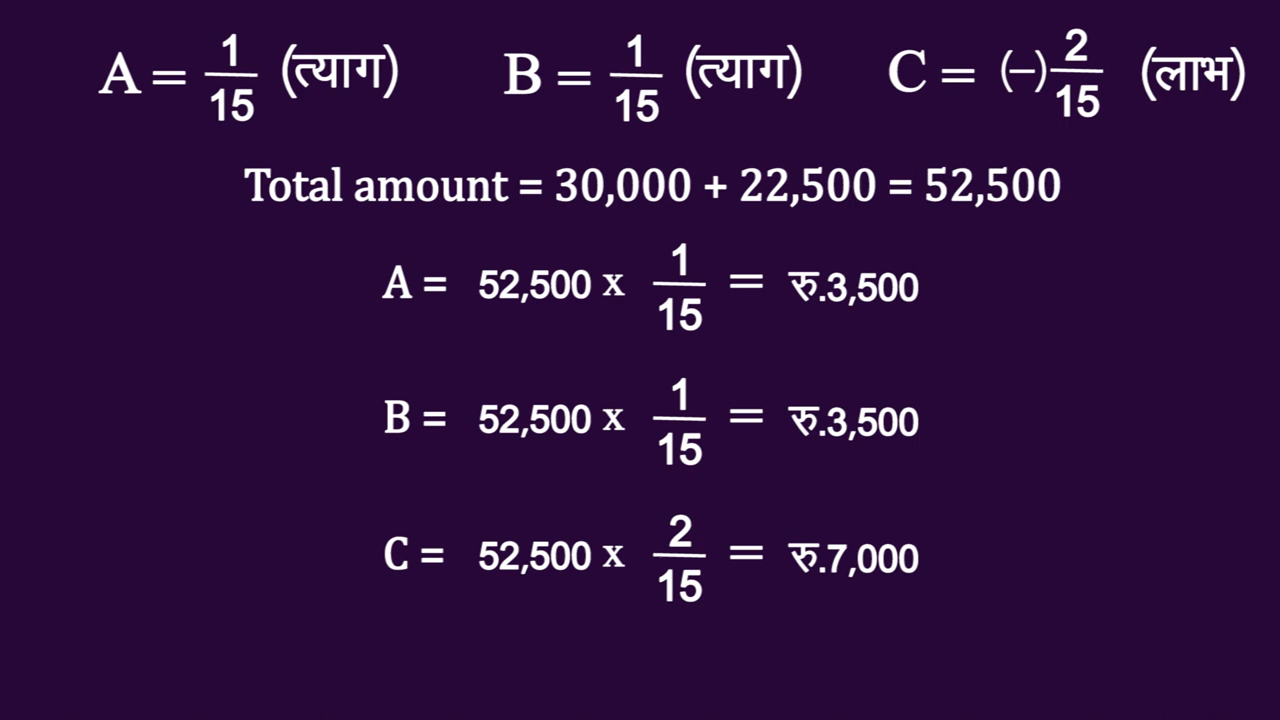 A = 1/15 (त्याग) B = 1/15 (त्याग) C = (−) 2/15 (लाभ)
Total amount = 30,000 + 22,500 = 52,500
A = 52,500 x 1/15 = रु.3,500
B = 52,500 x 1/15 = रु.3,500
C = 52,500 x 2/15 = रु.7,000